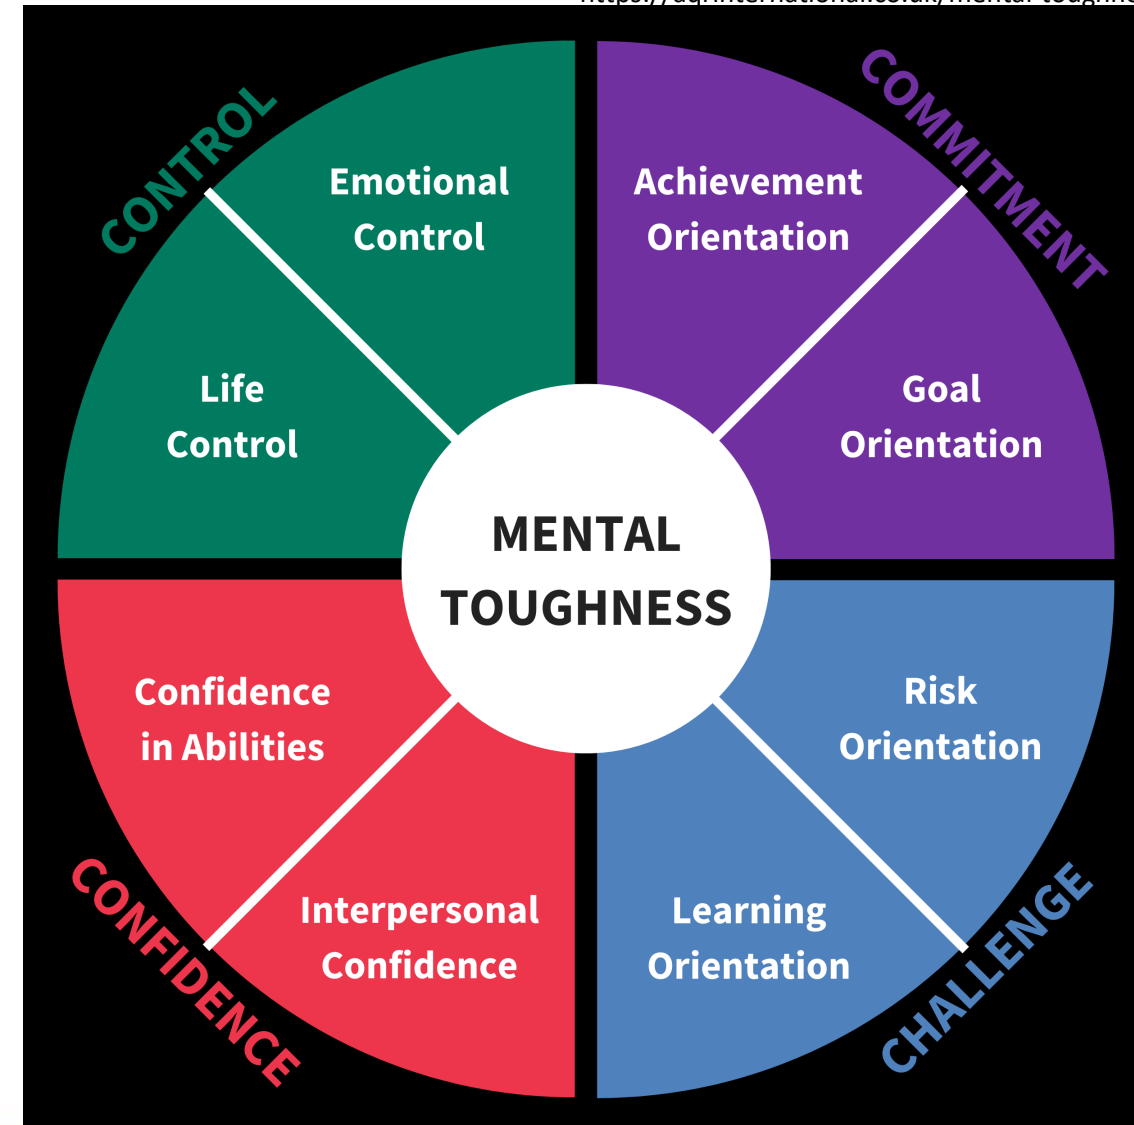 CONTROL
COMMITMENT
Emotional
Control
Achievement
Orientation
Life
Control
Goal
Orientation
MENTAL
TOUGHNESS
Confidence
in Abilities
Risk
Orientation
Interpersonal
Confidence
Learning
Orientation
CONFIDENCE
CHALLENGE